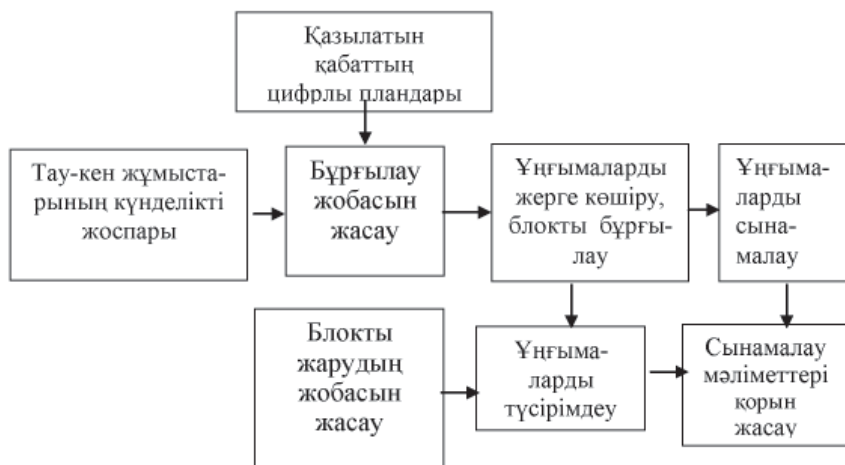 Қазылатын
қабаттың
цифрлы пландары
Тау-кен жұмыста-
рының күнделікті
жоспары
Бұрғылау
жобасын
жасау
Ұңғымаларды
жерге көшіру,
блокты бұрғы-
лау
Ұңғыма-
ларды
сына-
малау
Блокты
жарудың
жобасын
жасау
Ұңғыма-
ларды
түсірімдеу
Сынамалау
мәліметтері
қорын
жасау